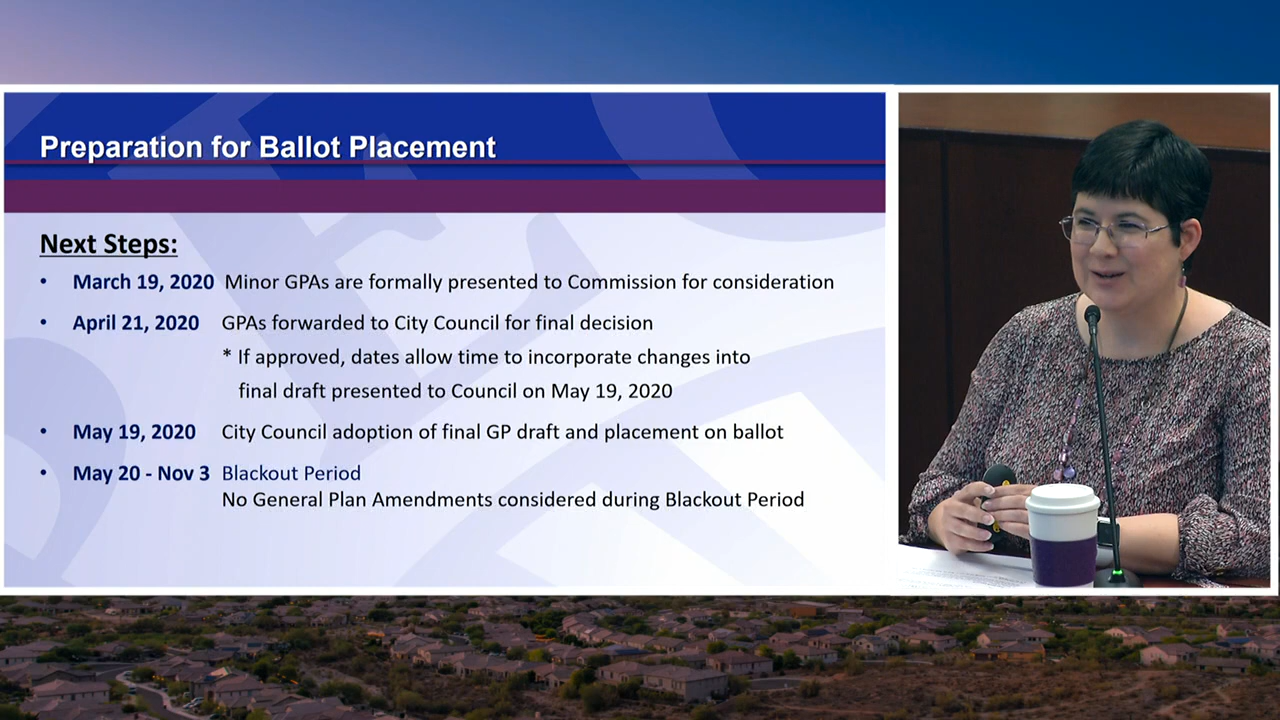 Preparation for Ballot Placement
Next Steps:
• March 19, 2020 Minor GPAs are formally presented to Commission for consideration
• April 21, 2020 GPAs forwarded to City Council for final decision
* If approved, dates allow time to incorporate changes into
final draft presented to Council on May 19, 2020
• May 19, 2020 City Council adoption of final GP draft and placement on ballot
• May 20 - Nov 3 Blackout Period
No General Plan Amendments considered during Blackout Period